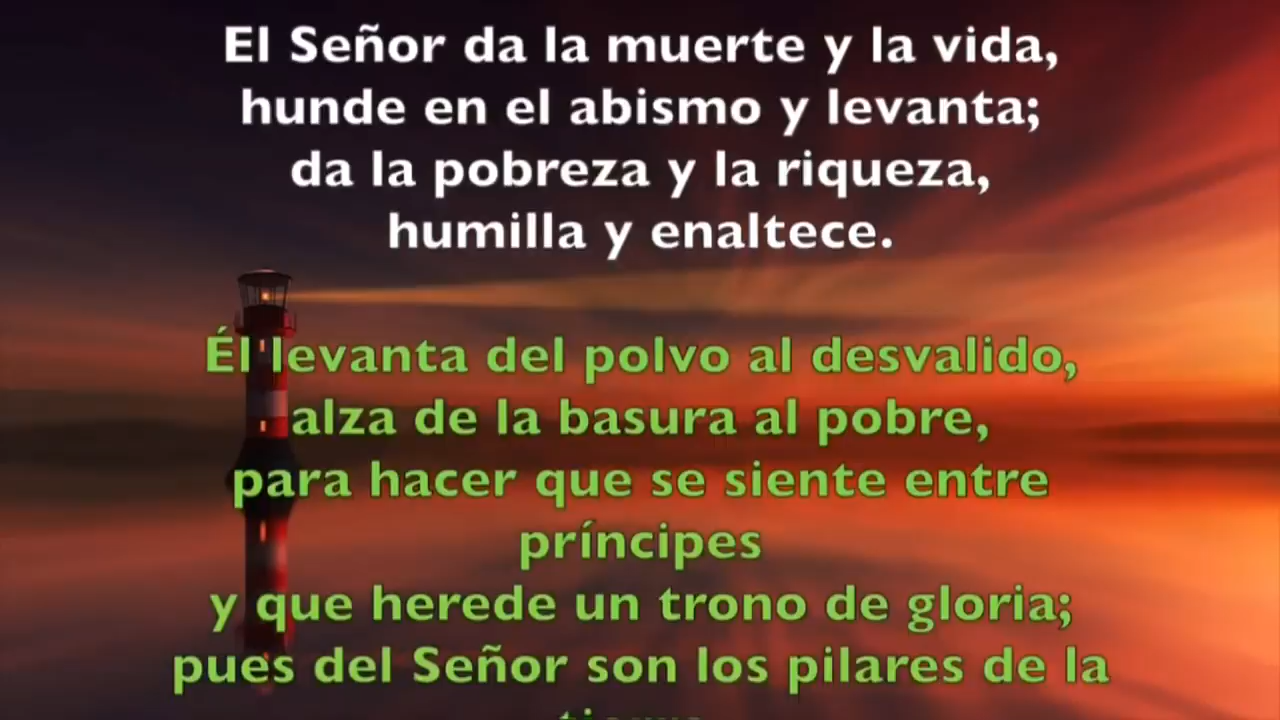 El Señor da la muerte y la vida,
hunde en el abismo y levanta;
da la pobreza y la riqueza,
humilla y enaltece.
Él levanta del polvo al desvalido,
alza de la basura al pobre,
para hacer que se siente entre
príncipes
y que herede un trono de gloria;
pues del Señor son los pilares de la